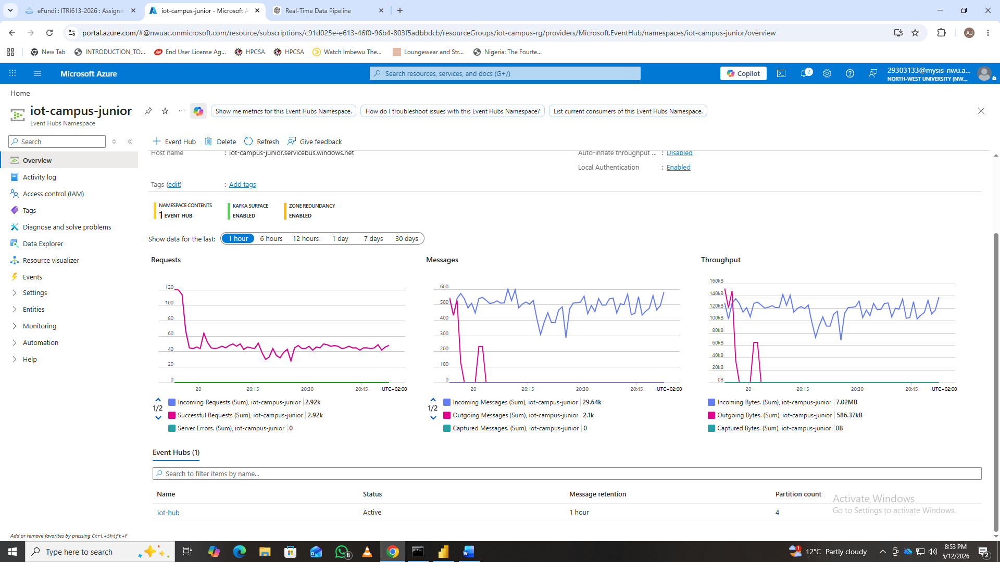 eFundi : ITRI613-2026 : Assignm
iot-campus-junior - Microsoft A
Real-Time Data Pipeline
portal.azure.com/#@nwuac.onmicrosoft.com/resource/subscriptions/c91d025e-e613-46f0-96b4-803f5adbbdcb/resourceGroups/iot-campus-rg/providers/Microsoft.EventHub/namespaces/iot-campus-junior/overview
AJ
New Tab
INTRODUCTION_TO...
End User License Ag...
HPCSA
HPCSA
Watch Imbewu The...
Loungewear and Str...
Nigeria: The Fourte...
Microsoft Azure
Search resources, services, and docs (G+/)
Copilot
2
29303133@mysis-nwu.a...
NORTH-WEST UNIVERSITY (NW...
Home
iot-campus-junior
Event Hubs Namespace
Show me metrics for this Event Hubs Namespace.
How do I troubleshoot issues with this Event Hubs Namespace?
List current consumers of this Event Hubs Namespace.
Search
Event Hub
Delete
Refresh
Give feedback
Overview
Activity log
Access control (IAM)
Tags
Diagnose and solve problems
Data Explorer
Resource visualizer
Events
Settings
Entities
Monitoring
Automation
Help
Add or remove favorites by pressing Ctrl+Shift+F
Host name : iot-campus-junior.servicebus.windows.net
Auto-inflate throughput ... : Disabled
Local Authentication : Enabled
Tags (edit) : Add tags
NAMESPACE CONTENTS
1 EVENT HUB
KAFKA SURFACE
ENABLED
ZONE REDUNDANCY
ENABLED
Show data for the last: 1 hour 6 hours 12 hours 1 day 7 days 30 days
Requests
120
100
80
60
40
20
0
20 20:15 20:30 20:45 UTC+02:00
1/2
Incoming Requests (Sum), iot-campus-junior 2.92k
Successful Requests (Sum), iot-campus-junior 2.92k
Server Errors. (Sum), iot-campus-junior 0
Messages
600
500
400
300
200
100
0
20 20:15 20:30 20:45 UTC+02:00
1/2
Incoming Messages (Sum), iot-campus-junior 29.64k
Outgoing Messages (Sum), iot-campus-junior 2.1k
Captured Messages. (Sum), iot-campus-junior 0
Throughput
160kB
140kB
120kB
100kB
80kB
60kB
40kB
20kB
0B
20 20:15 20:30 20:45 UTC+02:00
Incoming Bytes. (Sum), iot-campus-junior 7.02MB
Outgoing Bytes. (Sum), iot-campus-junior 586.37kB
Captured Bytes. (Sum), iot-campus-junior 0B
Event Hubs (1)
Search to filter items by name...
Name Status Message retention Partition count
iot-hub Active 1 hour 4
Activate Windows
Go to Settings to activate Windows.
Type here to search
8
1
12°C Partly cloudy
8:53 PM
5/12/2026
2